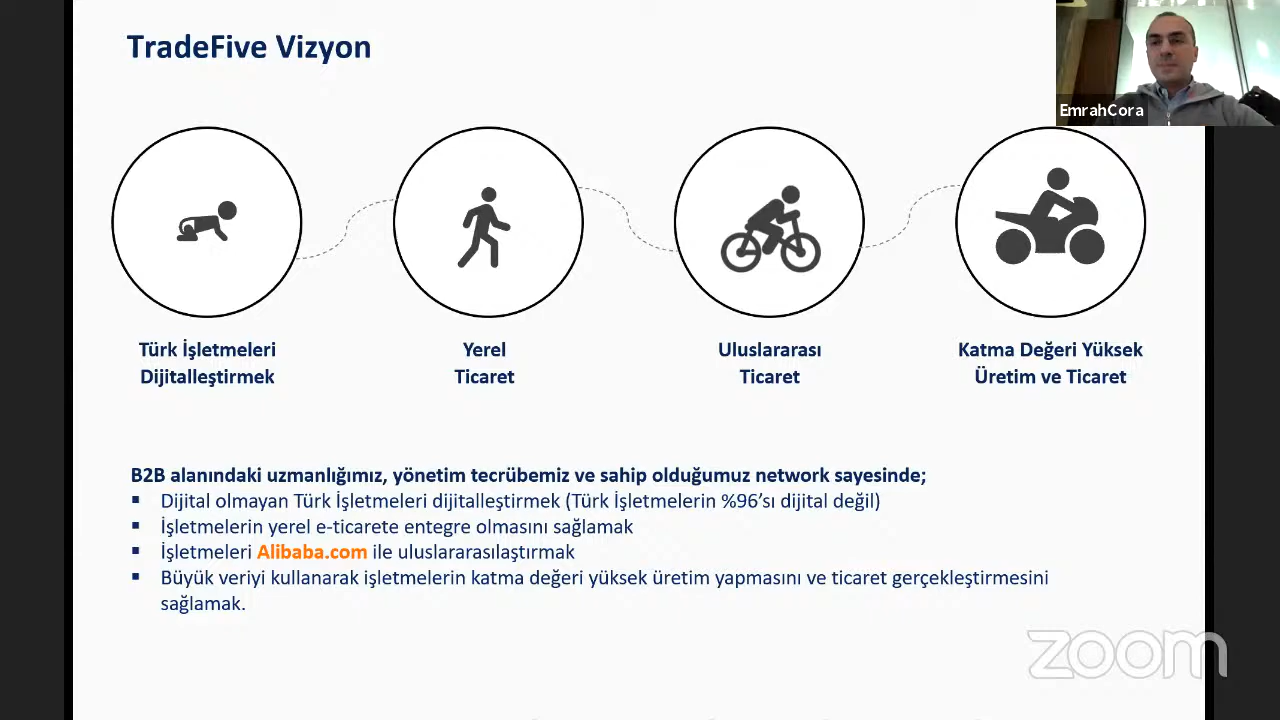 TradeFive Vizyon
EmrahCora
Türk İşletmeleri
Dijitalleştirmek
Yerel
Ticaret
Uluslararası
Ticaret
Katma Değeri Yüksek
Üretim ve Ticaret
B2B alanındaki uzmanlığımız, yönetim tecrübemiz ve sahip olduğumuz network sayesinde;
▪ Dijital olmayan Türk İşletmeleri dijitalleştirmek (Türk İşletmelerin %96’sı dijital değil)
▪ İşletmelerin yerel e-ticarete entegre olmasını sağlamak
▪ İşletmeleri Alibaba.com ile uluslararasılaştırmak
▪ Büyük veriyi kullanarak işletmelerin katma değeri yüksek üretim yapmasını ve ticaret gerçekleştirmesini
sağlamak.
zoom